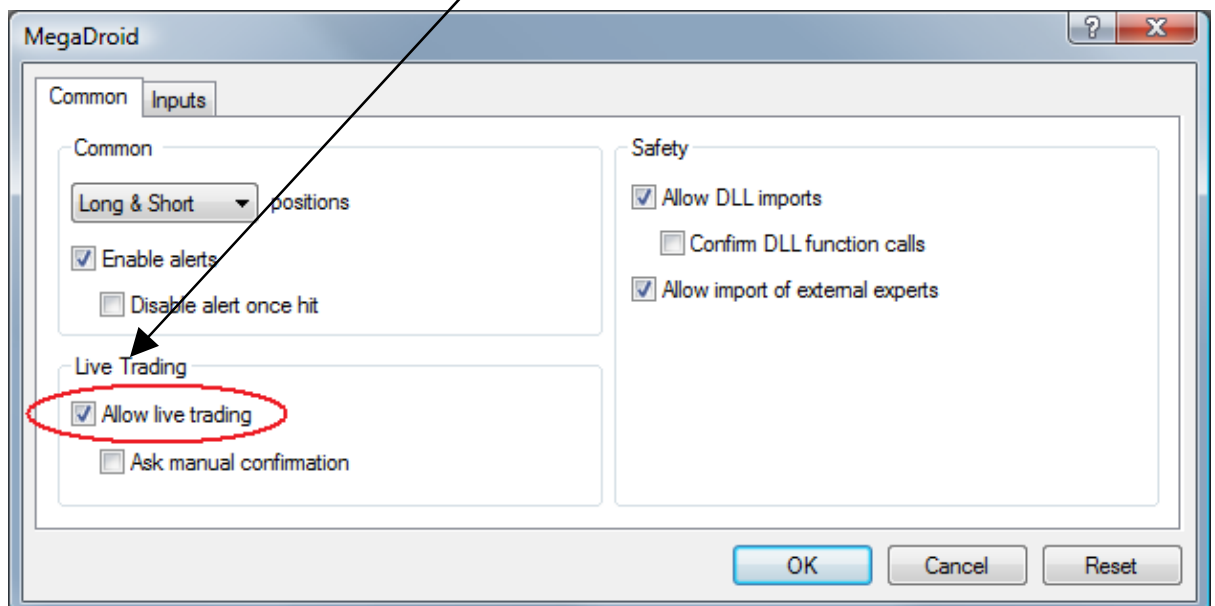 MegaDroid
Common Inputs
Common
Long & Short positions
Enable alerts
Disable alert once hit
Live Trading
Allow live trading
Ask manual confirmation
Safety
Allow DLL imports
Confirm DLL function calls
Allow import of external experts
OK Cancel Reset